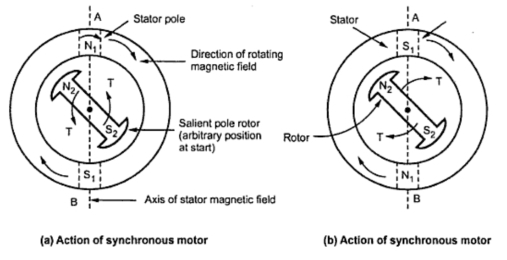 A
Stator pole
N1
Direction of rotating
magnetic field
N2
T
T
S2
Salient pole rotor
(arbitrary position
at start)
S1
B
Axis of stator magnetic field
(a) Action of synchronous motor
Stator
A
S1
N2
T
T
S2
Rotor
N1
B
(b) Action of synchronous motor